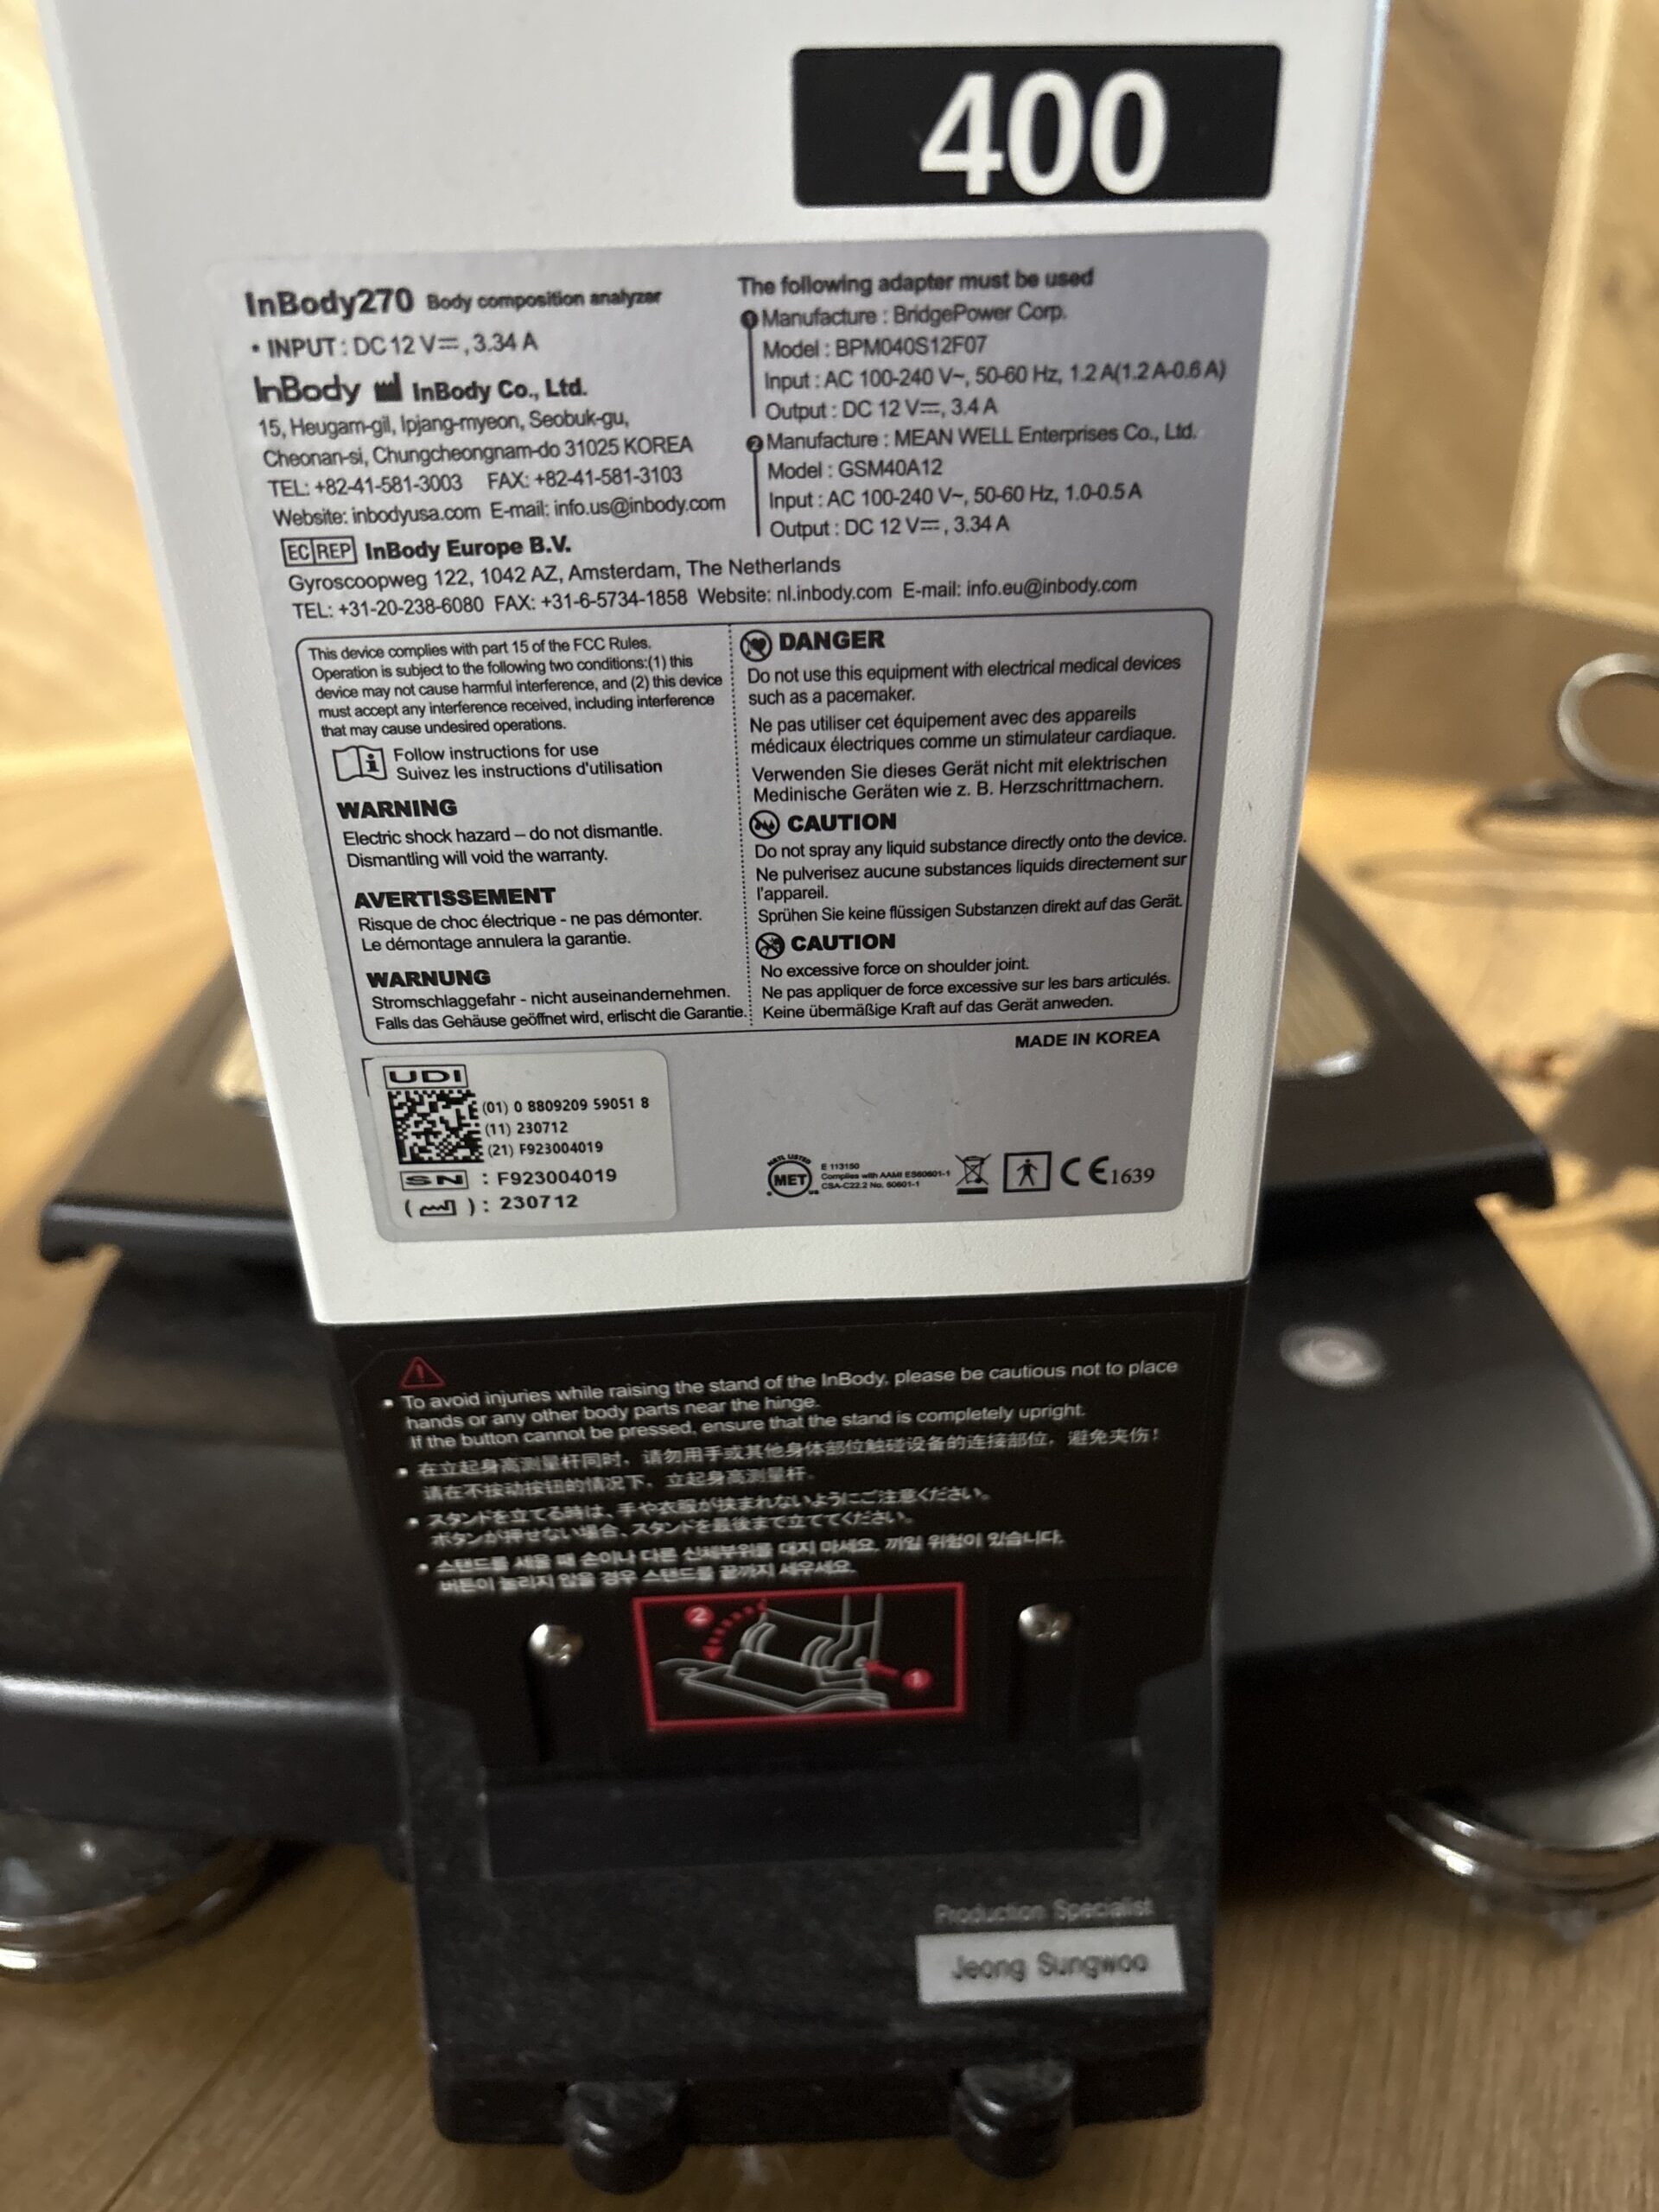 400
InBody270 Body composition analyzer
• INPUT : DC 12 V⎓, 3.34 A
InBody InBody Co., Ltd.
15, Heugam-gil, Ipjang-myeon, Seobuk-gu,
Cheonan-si, Chungcheongnam-do 31025 KOREA
TEL: +82-41-581-3003 FAX: +82-41-581-3103
Website: inbodyusa.com E-mail: info.us@inbody.com
The following adapter must be used
❶ Manufacture : BridgePower Corp.
Model : BPM040S12F07
Input : AC 100-240 V~, 50-60 Hz, 1.2 A(1.2 A-0.6 A)
Output : DC 12 V⎓, 3.4 A
❷ Manufacture : MEAN WELL Enterprises Co., Ltd.
Model : GSM40A12
Input : AC 100-240 V~, 50-60 Hz, 1.0-0.5 A
Output : DC 12 V⎓, 3.34 A
EC REP InBody Europe B.V.
Gyroscoopweg 122, 1042 AZ, Amsterdam, The Netherlands
TEL: +31-20-238-6080 FAX: +31-6-5734-1858 Website: nl.inbody.com E-mail: info.eu@inbody.com
This device complies with part 15 of the FCC Rules.
Operation is subject to the following two conditions:(1) this
device may not cause harmful interference, and (2) this device
must accept any interference received, including interference
that may cause undesired operations.
Follow instructions for use
Suivez les instructions d'utilisation
WARNING
Electric shock hazard – do not dismantle.
Dismantling will void the warranty.
AVERTISSEMENT
Risque de choc électrique - ne pas démonter.
Le démontage annulera la garantie.
WARNUNG
Stromschlaggefahr - nicht auseinandernehmen.
Falls das Gehäuse geöffnet wird, erlischt die Garantie.
DANGER
Do not use this equipment with electrical medical devices
such as a pacemaker.
Ne pas utiliser cet équipement avec des appareils
médicaux électriques comme un stimulateur cardiaque.
Verwenden Sie dieses Gerät nicht mit elektrischen
Medinische Geräten wie z. B. Herzschrittmachern.
CAUTION
Do not spray any liquid substance directly onto the device.
Ne pulverisez aucune substances liquids directement sur
l'appareil.
Sprühen Sie keine flüssigen Substanzen direkt auf das Gerät.
CAUTION
No excessive force on shoulder joint.
Ne pas appliquer de force excessive sur les bars articulés.
Keine übermäßige Kraft auf das Gerät anweden.
MADE IN KOREA
UDI
(01) 0 8809209 59051 8
(11) 230712
(21) F923004019
SN : F923004019
( ) : 230712
NRTL LISTED
MET
us
E 113150
Complies with AAMI ES60601-1
CSA-C22.2 No. 60601-1
CE1639
• To avoid injuries while raising the stand of the InBody, please be cautious not to place
hands or any other body parts near the hinge.
If the button cannot be pressed, ensure that the stand is completely upright.
• 在立起身高测量杆同时，请勿用手或其他身体部位触碰设备的连接部位，避免夹伤！
请在不按动按钮的情况下，立起身高测量杆。
• スタンドを立てる時は、手や衣服が挟まれないようにご注意ください。
ボタンが押せない場合、スタンドを最後まで立ててください。
• 스탠드를 세울 때 손이나 다른 신체부위를 대지 마세요. 끼임 위험이 있습니다.
버튼이 눌리지 않을 경우 스탠드를 끝까지 세우세요.
2
1
Production Specialist
Jeong Sungwoo